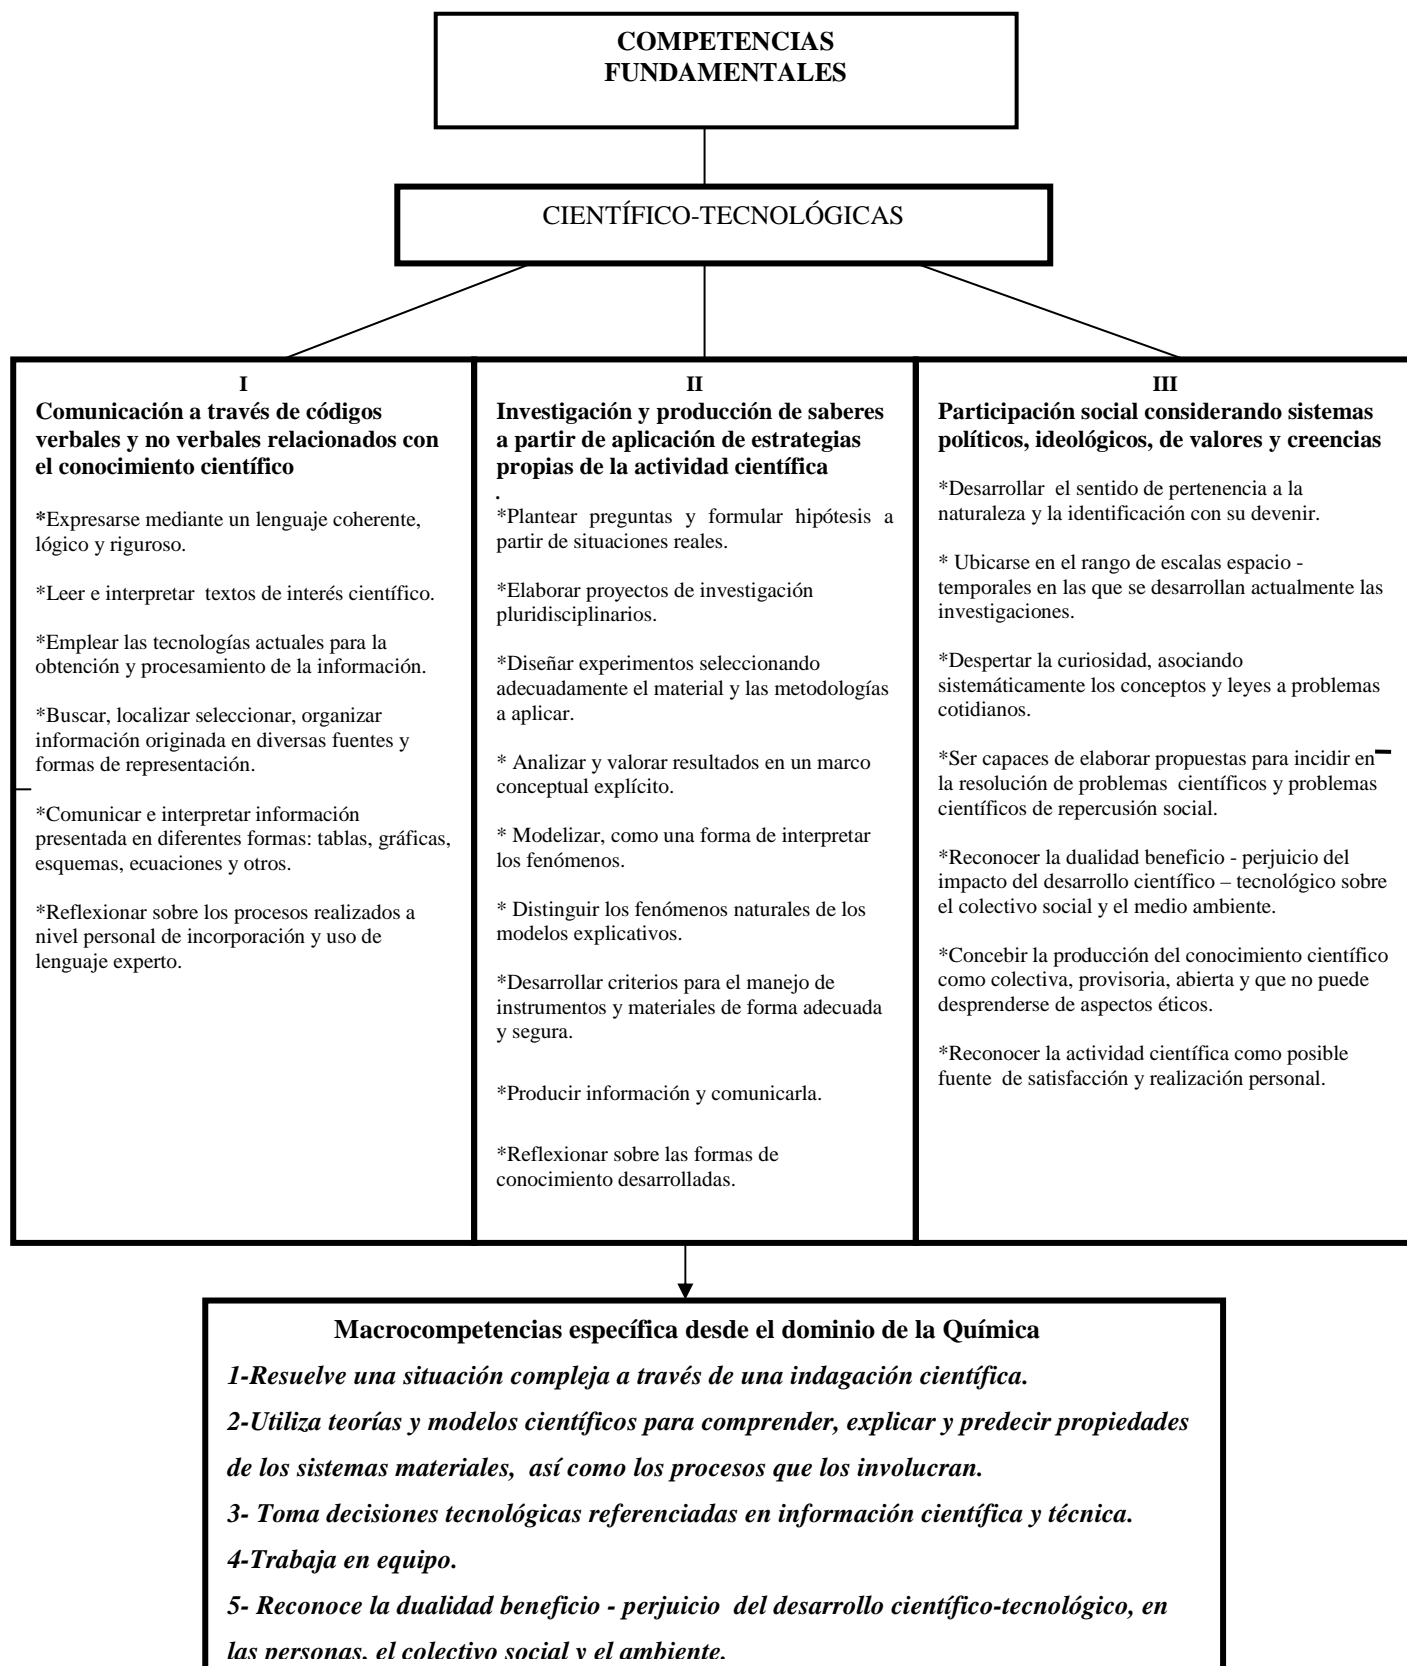 COMPETENCIAS
FUNDAMENTALES
CIENTÍFICO-TECNOLÓGICAS
I
Comunicación a través de códigos
verbales y no verbales relacionados con
el conocimiento científico
*Expresarse mediante un lenguaje coherente,
lógico y riguroso.
*Leer e interpretar textos de interés científico.
*Emplear las tecnologías actuales para la
obtención y procesamiento de la información.
*Buscar, localizar seleccionar, organizar
información originada en diversas fuentes y
formas de representación.
*Comunicar e interpretar información
presentada en diferentes formas: tablas, gráficas,
esquemas, ecuaciones y otros.
*Reflexionar sobre los procesos realizados a
nivel personal de incorporación y uso de
lenguaje experto.
II
Investigación y producción de saberes
a partir de aplicación de estrategias
propias de la actividad científica
.
*Plantear preguntas y formular hipótesis a
partir de situaciones reales.
*Elaborar proyectos de investigación
pluridisciplinarios.
*Diseñar experimentos seleccionando
adecuadamente el material y las metodologías
a aplicar.
* Analizar y valorar resultados en un marco
conceptual explícito.
* Modelizar, como una forma de interpretar
los fenómenos.
* Distinguir los fenómenos naturales de los
modelos explicativos.
*Desarrollar criterios para el manejo de
instrumentos y materiales de forma adecuada
y segura.
*Producir información y comunicarla.
*Reflexionar sobre las formas de
conocimiento desarrolladas.
III
Participación social considerando sistemas
políticos, ideológicos, de valores y creencias
*Desarrollar el sentido de pertenencia a la
naturaleza y la identificación con su devenir.
* Ubicarse en el rango de escalas espacio -
temporales en las que se desarrollan actualmente las
investigaciones.
*Despertar la curiosidad, asociando
sistemáticamente los conceptos y leyes a problemas
cotidianos.
*Ser capaces de elaborar propuestas para incidir en
la resolución de problemas científicos y problemas
científicos de repercusión social.
*Reconocer la dualidad beneficio - perjuicio del
impacto del desarrollo científico – tecnológico sobre
el colectivo social y el medio ambiente.
*Concebir la producción del conocimiento científico
como colectiva, provisoria, abierta y que no puede
desprenderse de aspectos éticos.
*Reconocer la actividad científica como posible
fuente de satisfacción y realización personal.
Macrocompetencias específica desde el dominio de la Química
1-Resuelve una situación compleja a través de una indagación científica.
2-Utiliza teorías y modelos científicos para comprender, explicar y predecir propiedades
de los sistemas materiales, así como los procesos que los involucran.
3- Toma decisiones tecnológicas referenciadas en información científica y técnica.
4-Trabaja en equipo.
5- Reconoce la dualidad beneficio - perjuicio del desarrollo científico-tecnológico, en
las personas, el colectivo social y el ambiente.